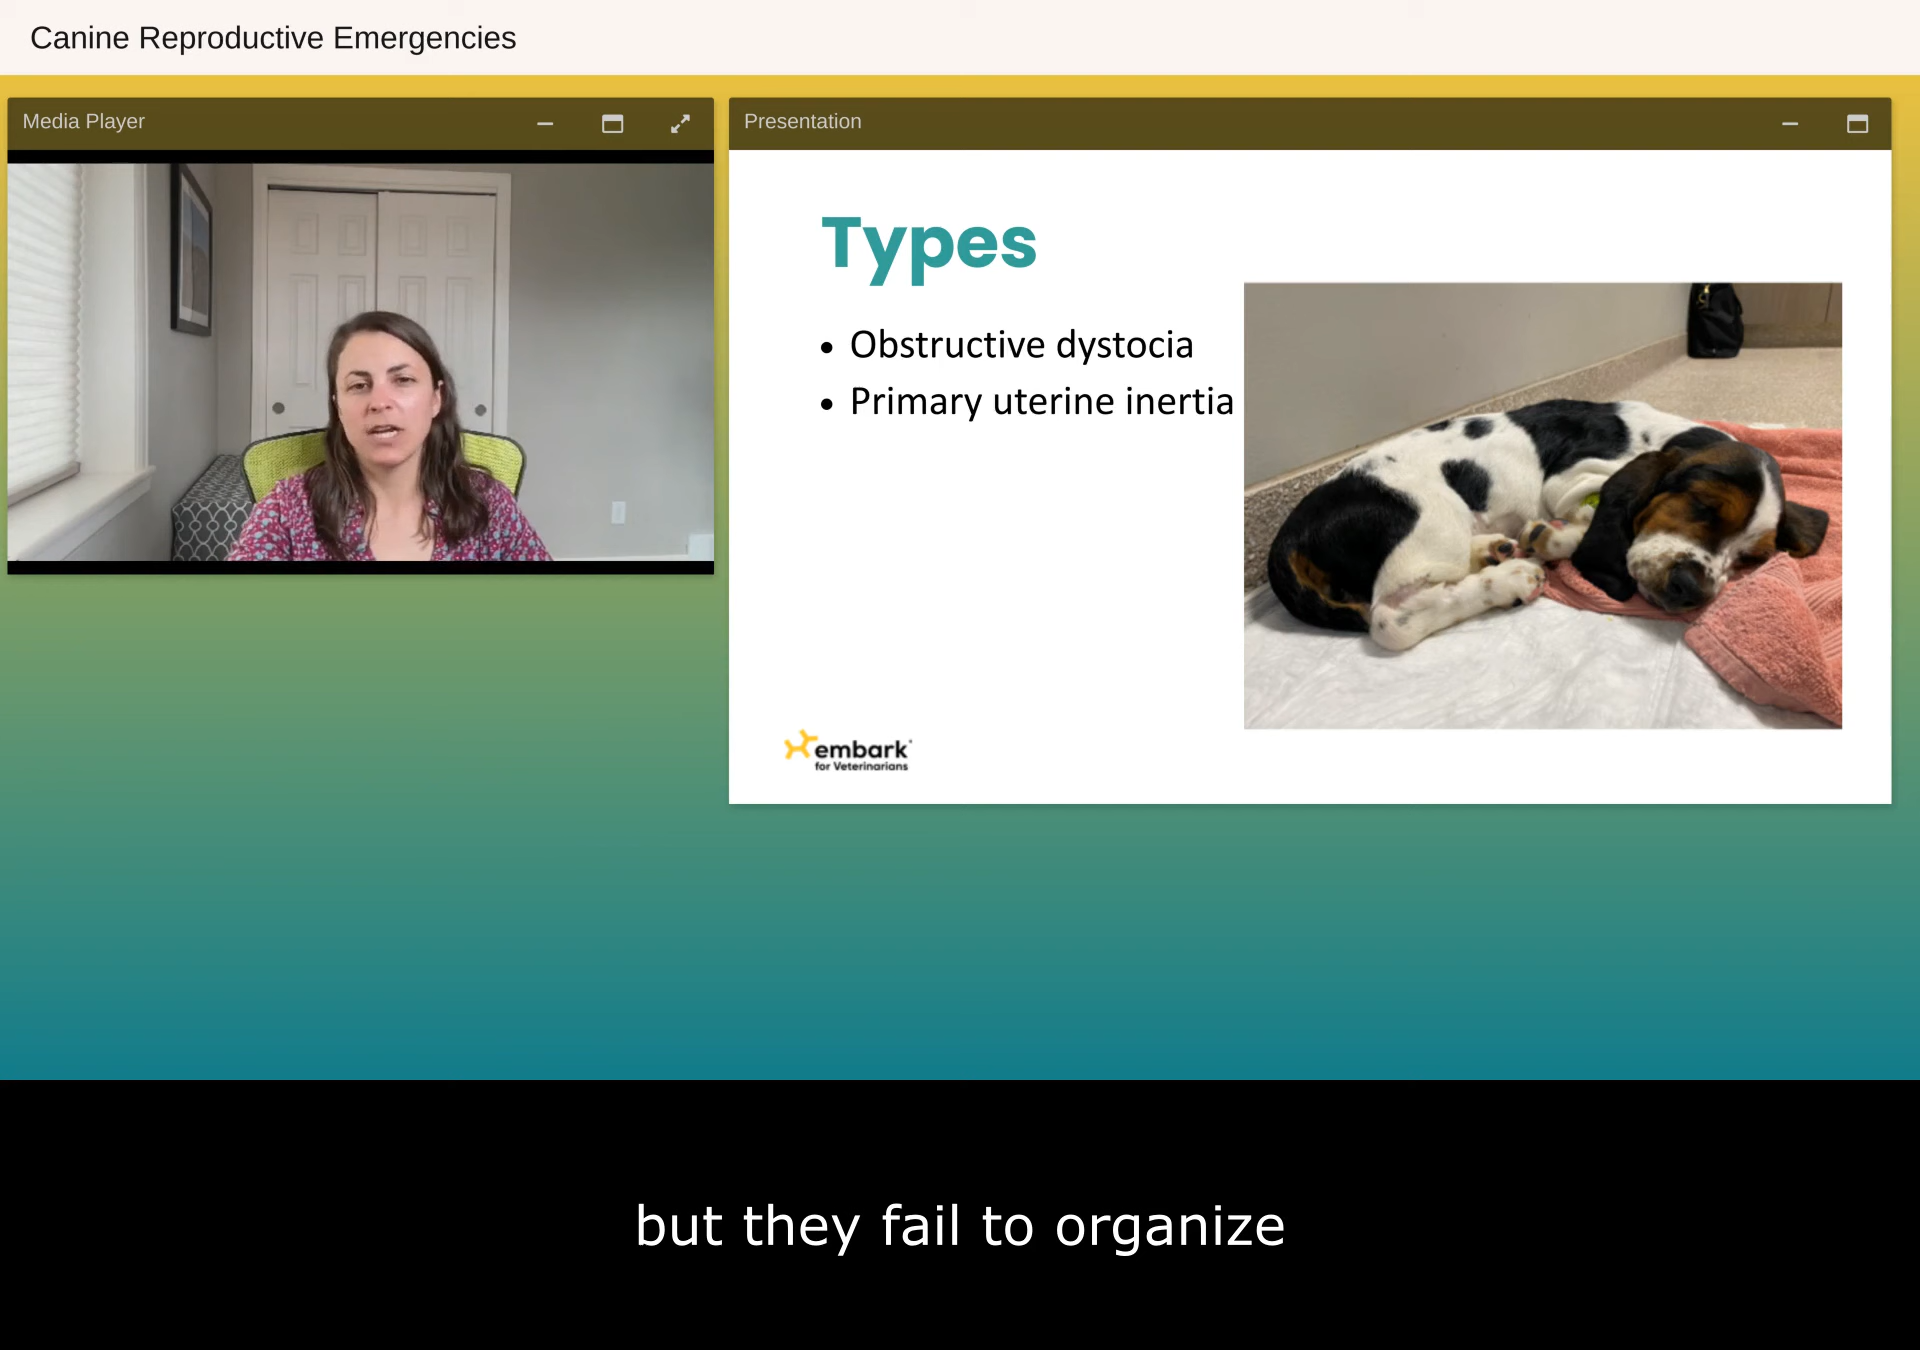 Canine Reproductive Emergencies
Media Player
Presentation
Types
• Obstructive dystocia
• Primary uterine inertia
embark
for Veterinarians
but they fail to organize